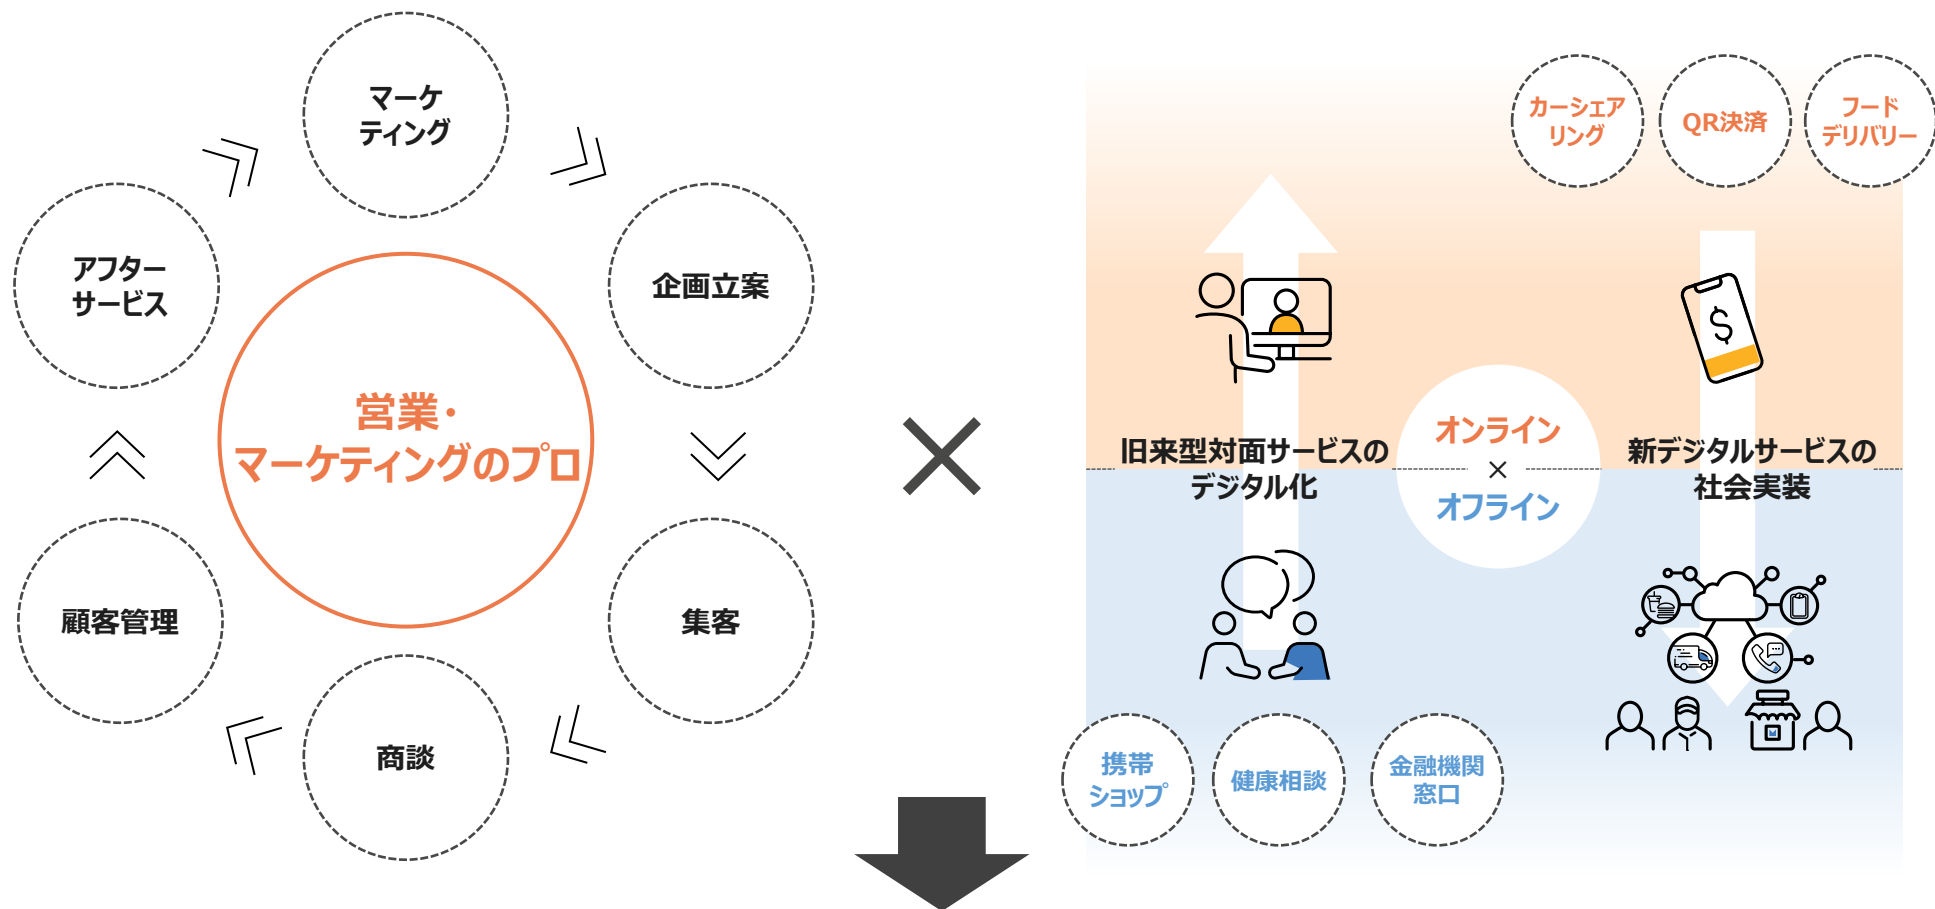 マーケ
ティング
アフター
サービス
企画立案
営業・
マーケティングのプロ
顧客管理
集客
商談
×
カーシェア
リング
QR決済
フード
デリバリー
$
旧来型対面サービスの
デジタル化
オンライン
×
オフライン
新デジタルサービスの
社会実装
携帯
ショップ
健康相談
金融機関
窓口